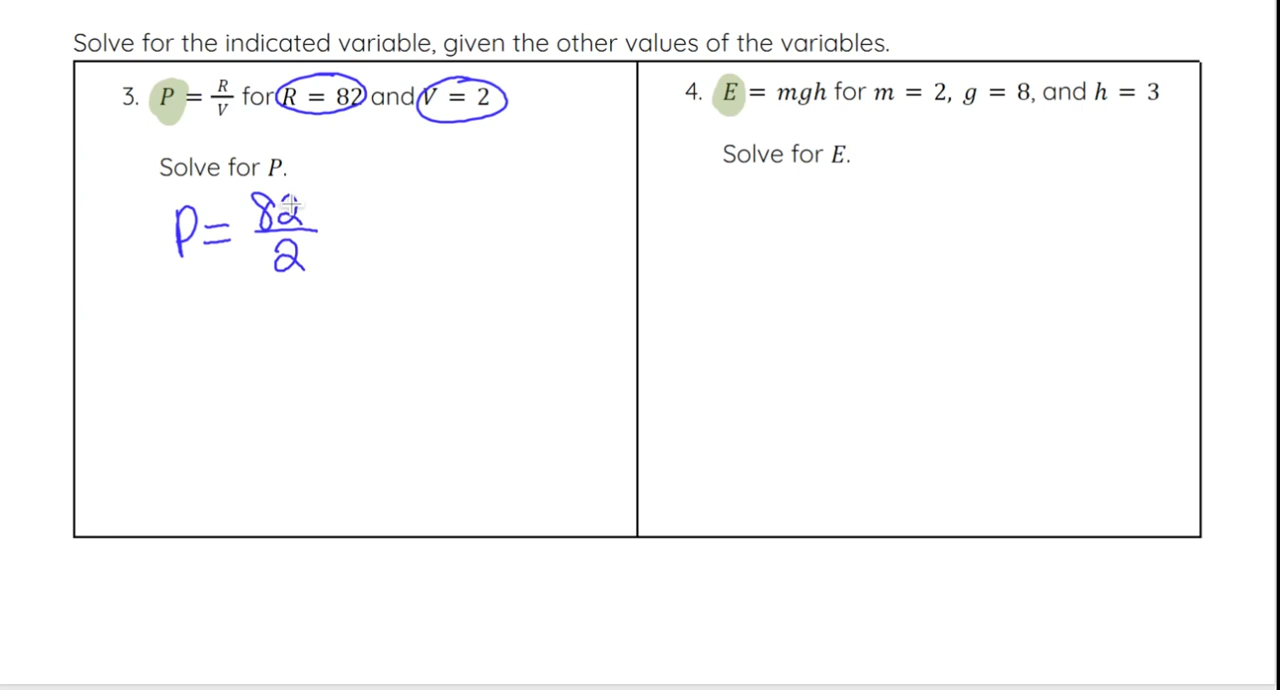 Solve for the indicated variable, given the other values of the variables.
3. P = R/V for R = 82 and V = 2
Solve for P.
P = 82/2
4. E = mgh for m = 2, g = 8, and h = 3
Solve for E.